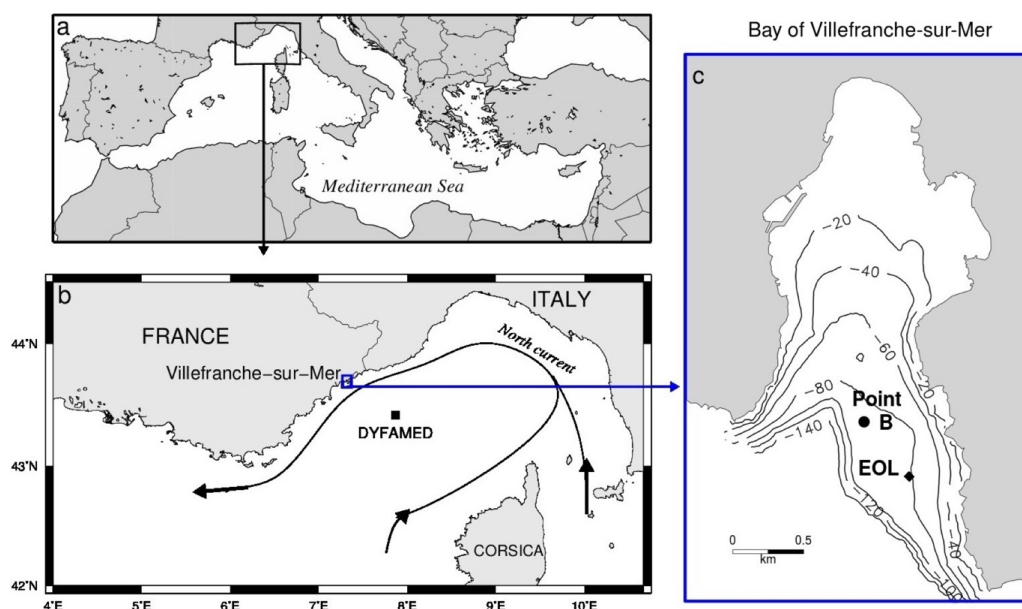 a
Mediterranean Sea
b
ITALY
FRANCE
North current
44°N
Villefranche–sur–Mer
DYFAMED
43°N
CORSICA
42°N
4°E 5°E 6°E 7°E 8°E 9°E 10°E
Bay of Villefranche-sur-Mer
c
−20
−40
−60
−20
−80
Point
B
−140
EOL
−120
−40
−100
0 0.5
km